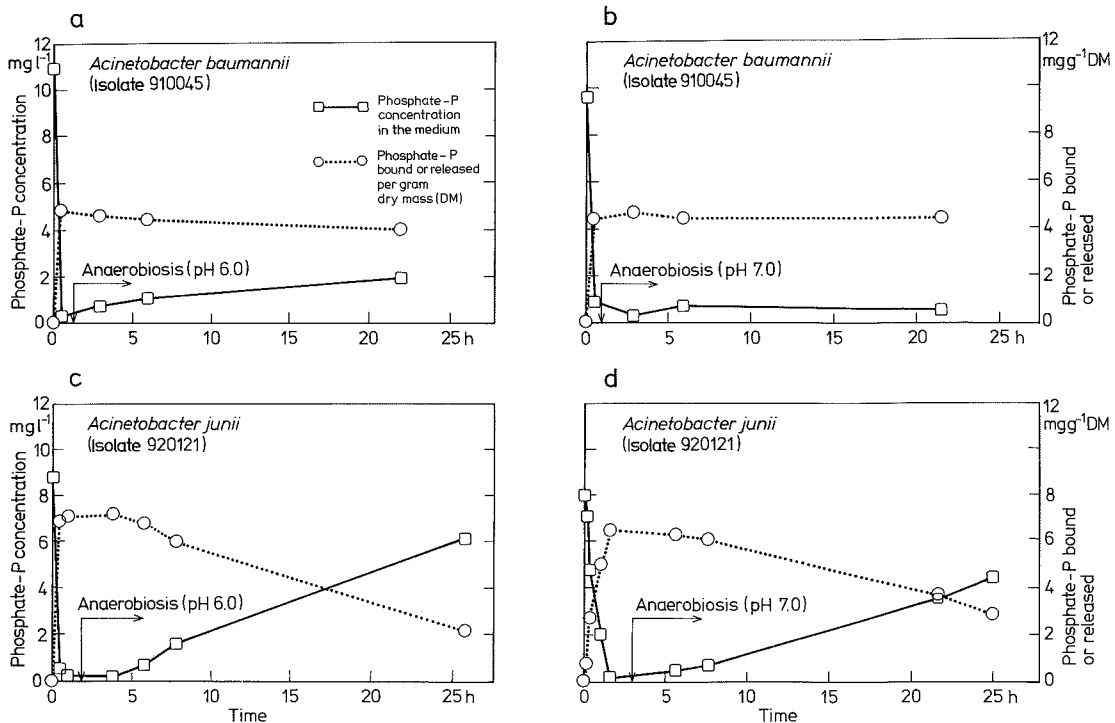 a
12
mg l⁻¹
10
8
6
4
2
0
Phosphate-P concentration
Acinetobacter baumannii
(Isolate 910045)
Phosphate-P
concentration
in the medium
Phosphate-P
bound or released
per gram
dry mass (DM)
Anaerobiosis (pH 6.0)
0 5 10 15 20 25 h
b
Acinetobacter baumannii
(Isolate 910045)
Anaerobiosis (pH 7.0)
12
mg g⁻¹ DM
10
8
6
4
2
0
Phosphate-P bound
or released
0 5 10 15 20 25 h
c
12
mg l⁻¹
10
8
6
4
2
0
Phosphate-P concentration
Acinetobacter junii
(Isolate 920121)
Anaerobiosis (pH 6.0)
0 5 10 15 20 25 h
Time
d
Acinetobacter junii
(Isolate 920121)
Anaerobiosis (pH 7.0)
12
mg g⁻¹ DM
10
8
6
4
2
0
Phosphate-P bound
or released
0 5 10 15 20 25 h
Time